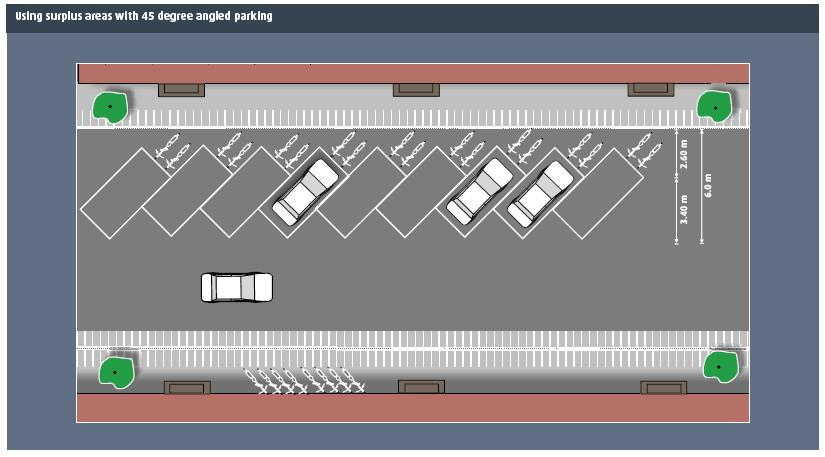 Using surplus areas with 45 degree angled parking
2.60 m
6.0 m
3.40 m